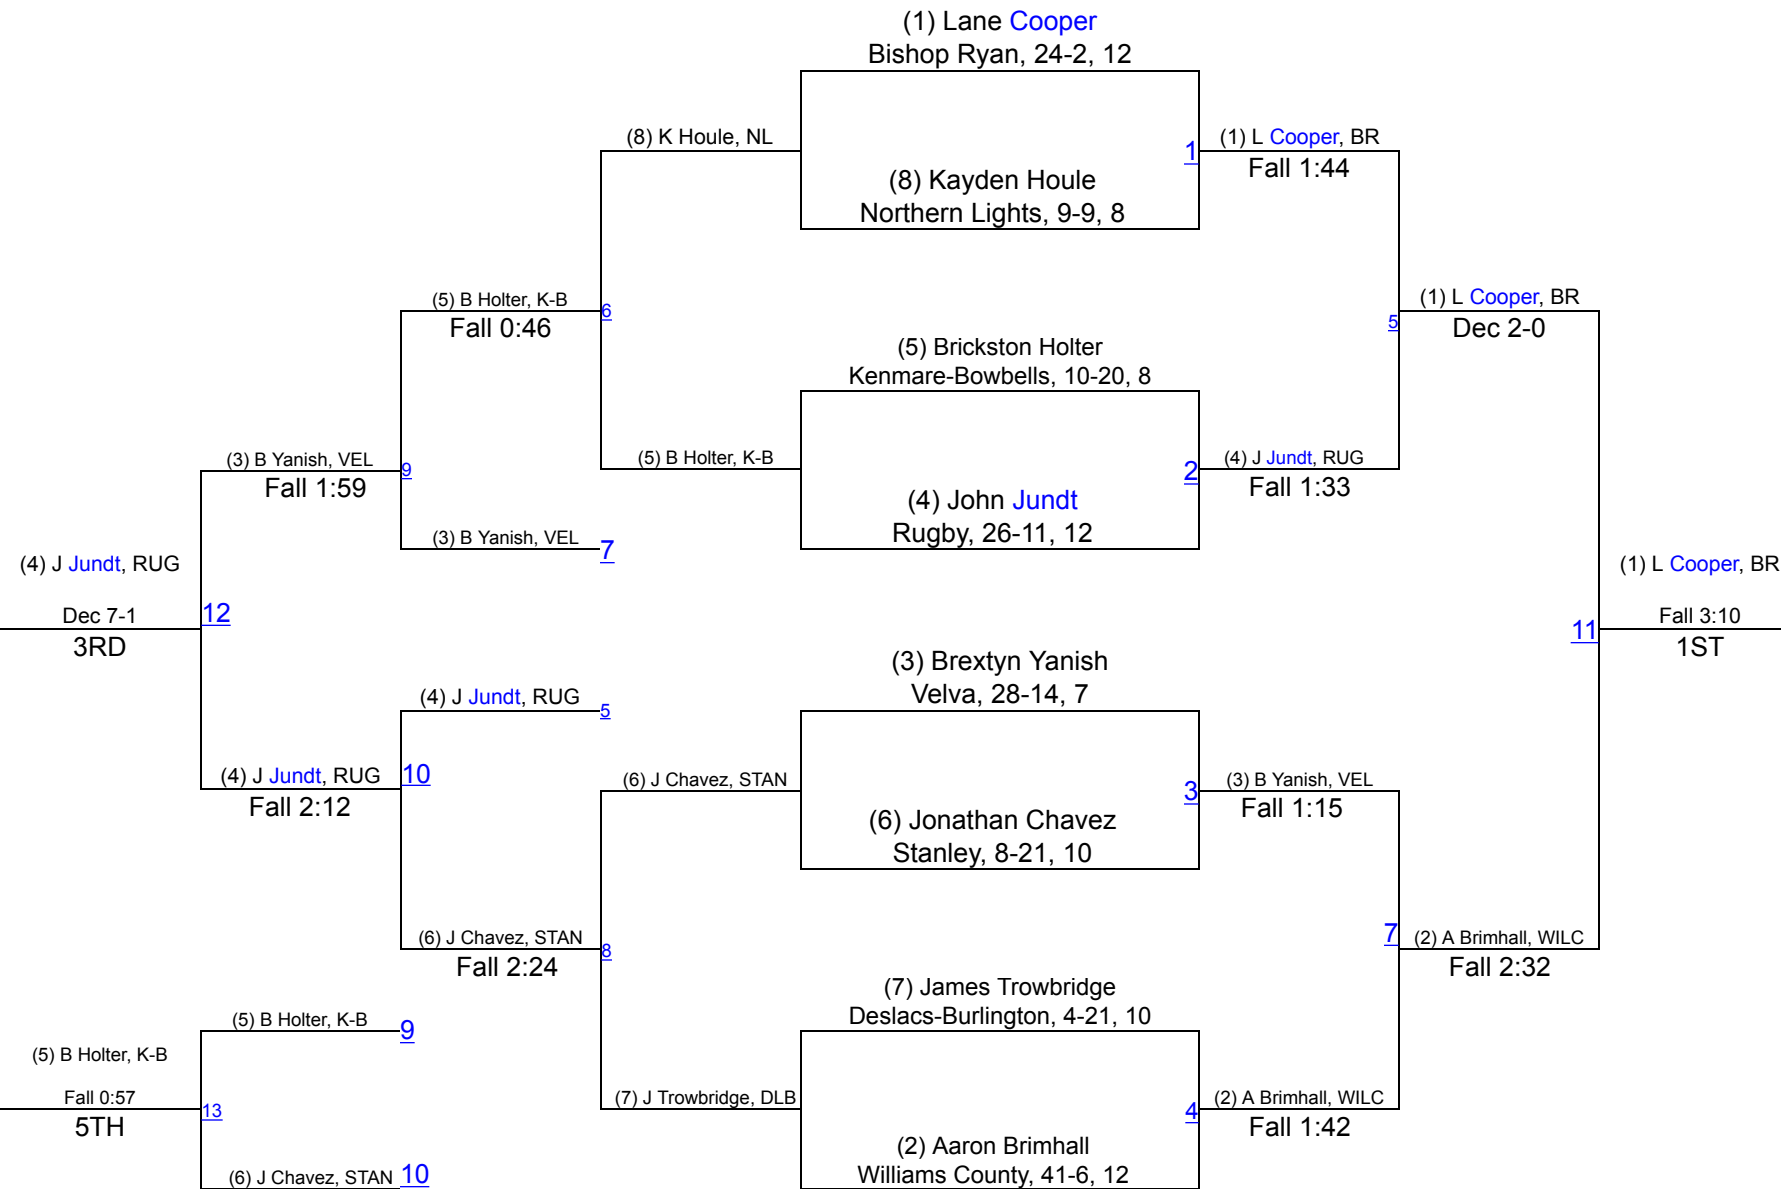 (1) Lane Cooper
Bishop Ryan, 24-2, 12
(8) K Houle, NL
1
(1) L Cooper, BR
Fall 1:44
(8) Kayden Houle
Northern Lights, 9-9, 8
(5) B Holter, K-B
Fall 0:46
6
(1) L Cooper, BR
Dec 2-0
5
(5) Brickston Holter
Kenmare-Bowbells, 10-20, 8
(3) B Yanish, VEL
Fall 1:59
9
(5) B Holter, K-B
2
(4) J Jundt, RUG
Fall 1:33
(4) John Jundt
Rugby, 26-11, 12
(3) B Yanish, VEL
7
(4) J Jundt, RUG
Dec 7-1
3RD
12
(1) L Cooper, BR
Fall 3:10
1ST
11
(3) Brextyn Yanish
Velva, 28-14, 7
(4) J Jundt, RUG
5
(4) J Jundt, RUG
Fall 2:12
10
(6) J Chavez, STAN
3
(3) B Yanish, VEL
Fall 1:15
(6) Jonathan Chavez
Stanley, 8-21, 10
(6) J Chavez, STAN
Fall 2:24
8
7
(2) A Brimhall, WILC
Fall 2:32
(7) James Trowbridge
Deslacs-Burlington, 4-21, 10
(5) B Holter, K-B
9
(5) B Holter, K-B
Fall 0:57
5TH
13
(7) J Trowbridge, DLB
4
(2) A Brimhall, WILC
Fall 1:42
(2) Aaron Brimhall
Williams County, 41-6, 12
(6) J Chavez, STAN
10